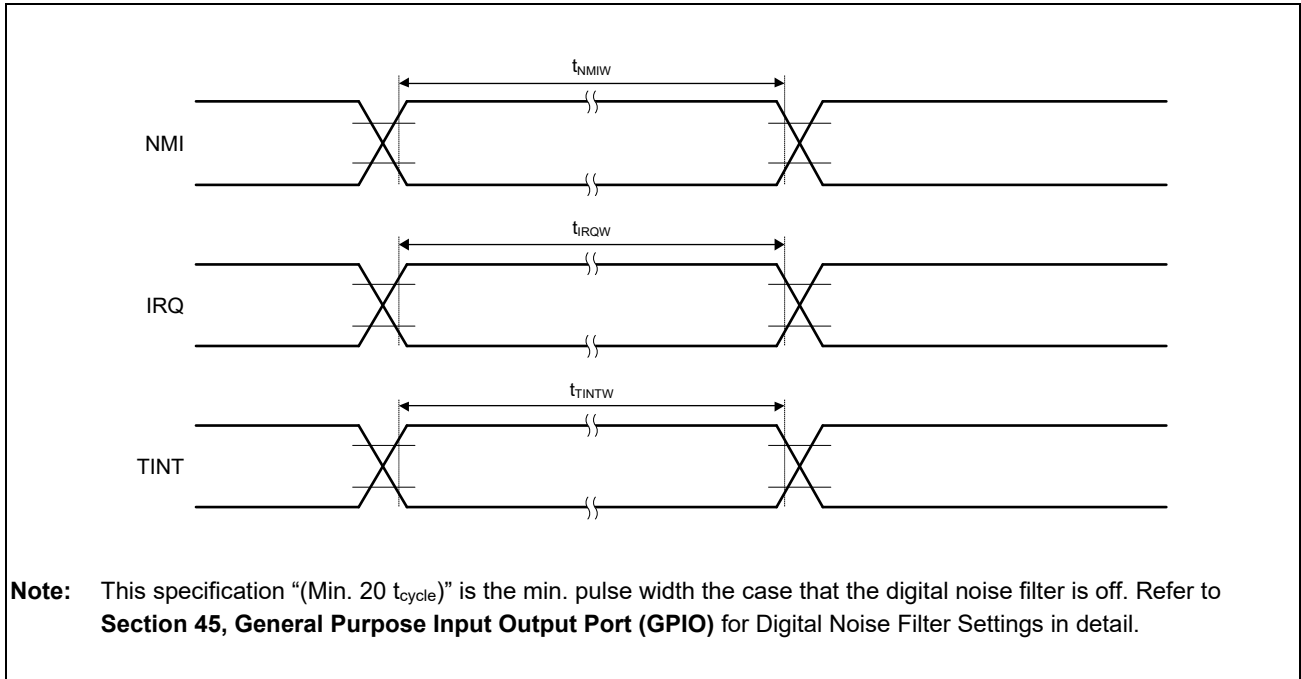 tNMIW
NMI
tIRQW
IRQ
tTINTW
TINT
Note: This specification “(Min. 20 tcycle)” is the min. pulse width the case that the digital noise filter is off. Refer to
Section 45, General Purpose Input Output Port (GPIO) for Digital Noise Filter Settings in detail.